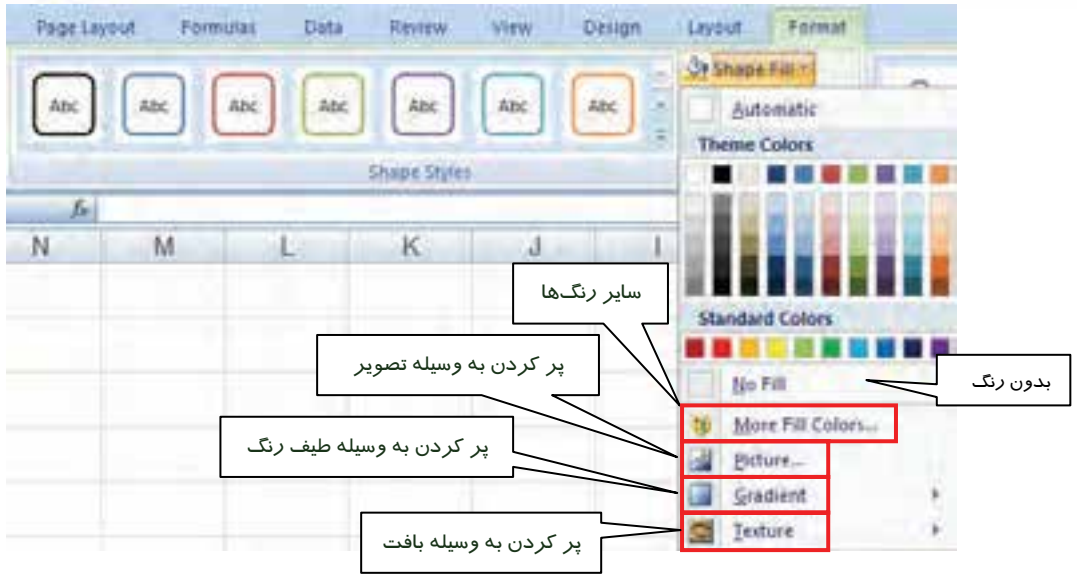 Page Layout Formulas Data Review View Design Layout Format
Shape Fill
Abc Abc Abc Abc Abc Abc Abc
Automatic
Theme Colors
Shape Styles
fx
N M L K J I
سایر رنگ‌ها
Standard Colors
پر کردن به وسیله تصویر
No Fill
بدون رنگ
More Fill Colors...
پر کردن به وسیله طیف رنگ
Picture...
Gradient
Texture
پر کردن به وسیله بافت